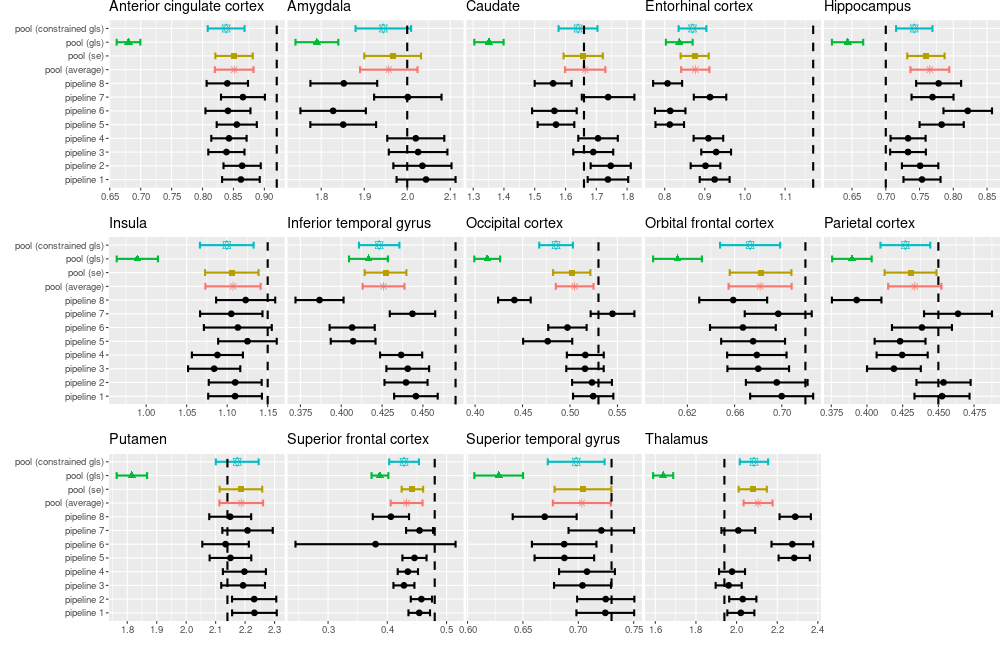 Anterior cingulate cortex Amygdala Caudate Entorhinal cortex Hippocampus
pool (constrained gls)
pool (gls)
pool (se)
pool (average)
pipeline 8
pipeline 7
pipeline 6
pipeline 5
pipeline 4
pipeline 3
pipeline 2
pipeline 1
0.65 0.70 0.75 0.80 0.85 0.90 1.8 1.9 2.0 2.1 1.3 1.4 1.5 1.6 1.7 1.8 0.8 0.9 1.0 1.1 0.65 0.70 0.75 0.80 0.85
Insula Inferior temporal gyrus Occipital cortex Orbital frontal cortex Parietal cortex
pool (constrained gls)
pool (gls)
pool (se)
pool (average)
pipeline 8
pipeline 7
pipeline 6
pipeline 5
pipeline 4
pipeline 3
pipeline 2
pipeline 1
1.00 1.05 1.10 1.15 0.375 0.400 0.425 0.450 0.40 0.45 0.50 0.55 0.62 0.66 0.70 0.375 0.400 0.425 0.450 0.475
Putamen Superior frontal cortex Superior temporal gyrus Thalamus
pool (constrained gls)
pool (gls)
pool (se)
pool (average)
pipeline 8
pipeline 7
pipeline 6
pipeline 5
pipeline 4
pipeline 3
pipeline 2
pipeline 1
1.8 1.9 2.0 2.1 2.2 2.3 0.3 0.4 0.5 0.60 0.65 0.70 0.75 1.6 1.8 2.0 2.2 2.4